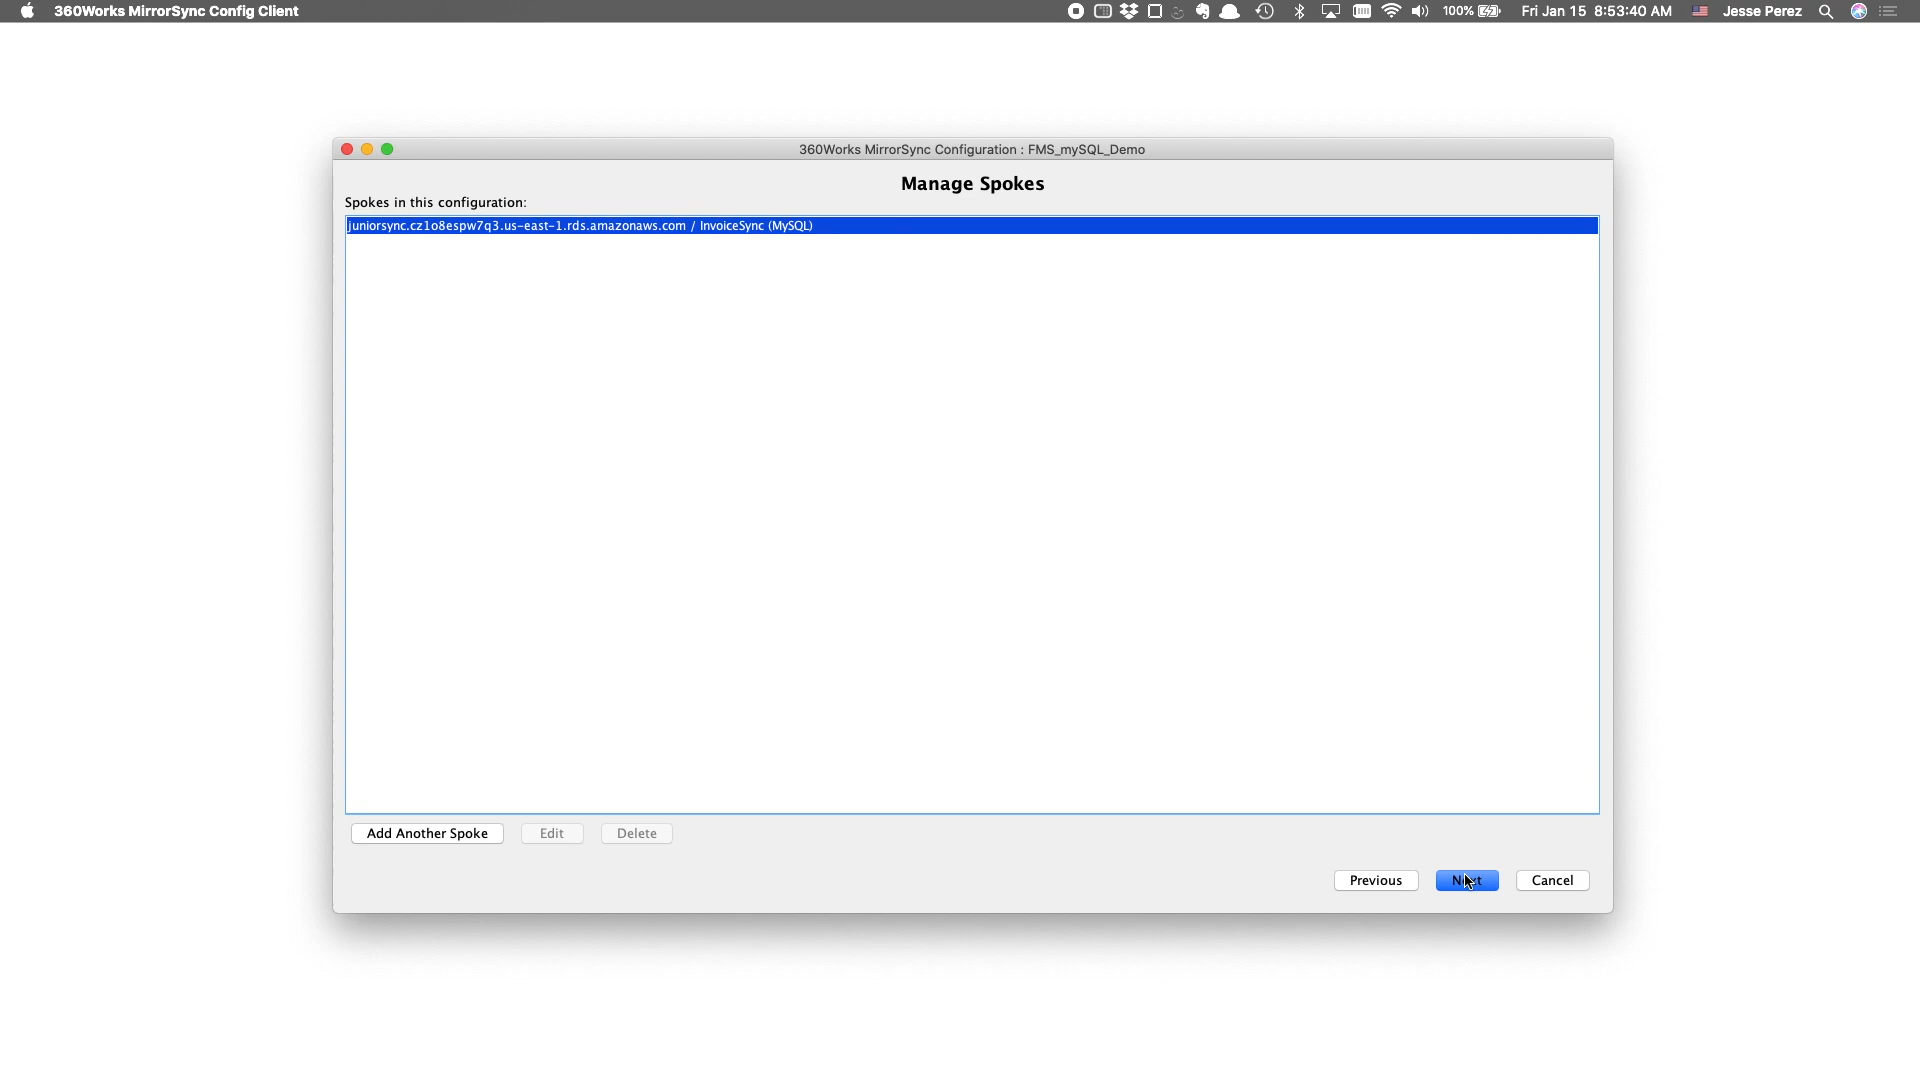 360Works MirrorSync Config Client
100%
Fri Jan 15 8:53:40 AM
Jesse Perez
360Works MirrorSync Configuration : FMS_mySQL_Demo
Manage Spokes
Spokes in this configuration:
juniorsync.cz1o8espw7q3.us-east-1.rds.amazonaws.com / InvoiceSync (MySQL)
Add Another Spoke
Edit
Delete
Previous
Next
Cancel